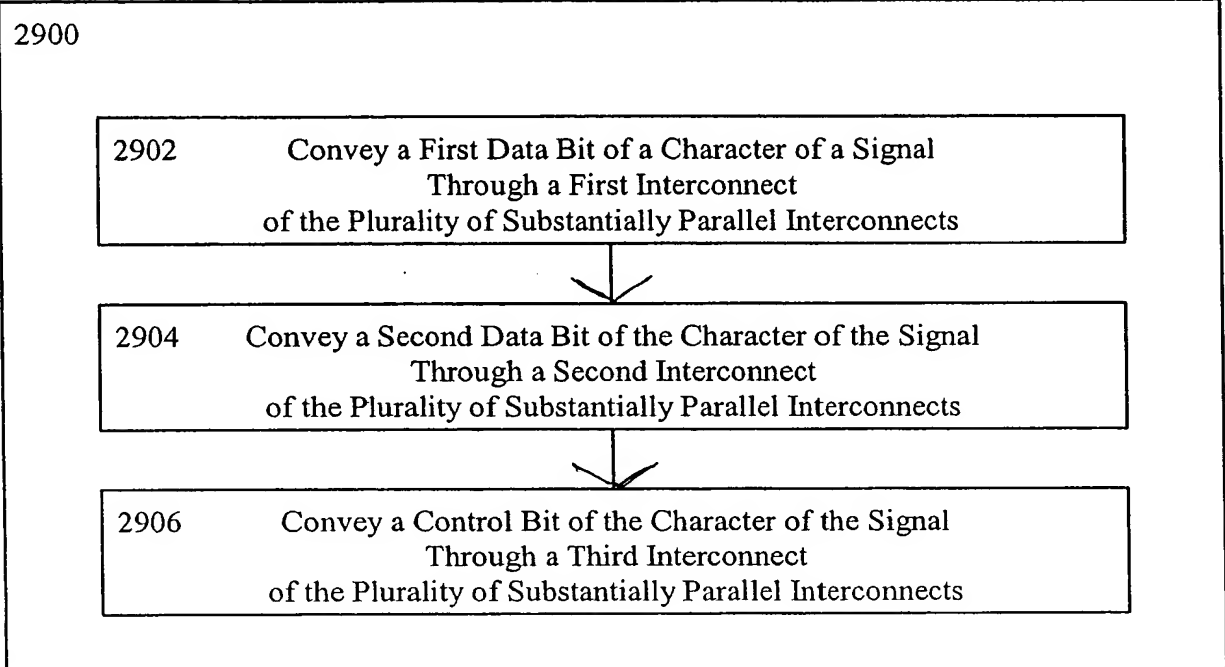 2900
2902 Convey a First Data Bit of a Character of a Signal
Through a First Interconnect
of the Plurality of Substantially Parallel Interconnects
2904 Convey a Second Data Bit of the Character of the Signal
Through a Second Interconnect
of the Plurality of Substantially Parallel Interconnects
2906 Convey a Control Bit of the Character of the Signal
Through a Third Interconnect
of the Plurality of Substantially Parallel Interconnects